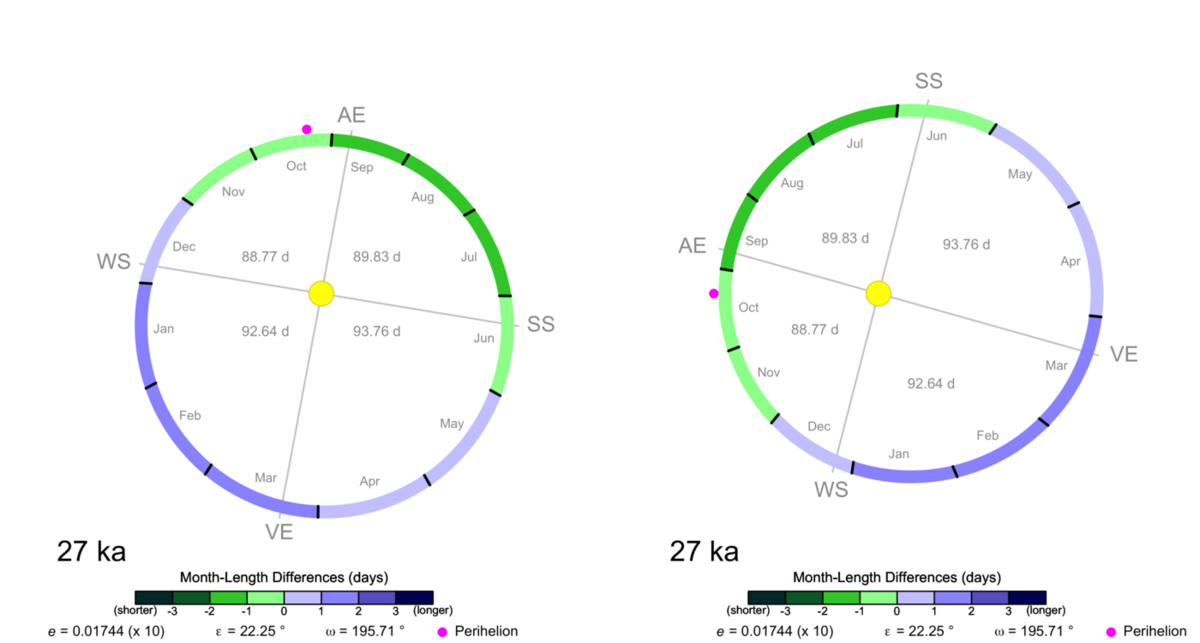 AE
Oct
Sep
Nov
Aug
Dec
Jul
88.77 d
89.83 d
WS
SS
Jan
92.64 d
93.76 d
Jun
Feb
May
Mar
Apr
VE
27 ka
Month-Length Differences (days)
(shorter) -3 -2 -1 0 1 2 3 (longer)
e = 0.01744 (x 10) ε = 22.25 ° ω = 195.71 ° Perihelion
SS
Jun
Jul
May
Aug
AE
Sep
89.83 d
93.76 d
Apr
Oct
88.77 d
VE
Mar
Nov
92.64 d
Dec
Feb
Jan
WS
27 ka
Month-Length Differences (days)
(shorter) -3 -2 -1 0 1 2 3 (longer)
e = 0.01744 (x 10) ε = 22.25 ° ω = 195.71 ° Perihelion